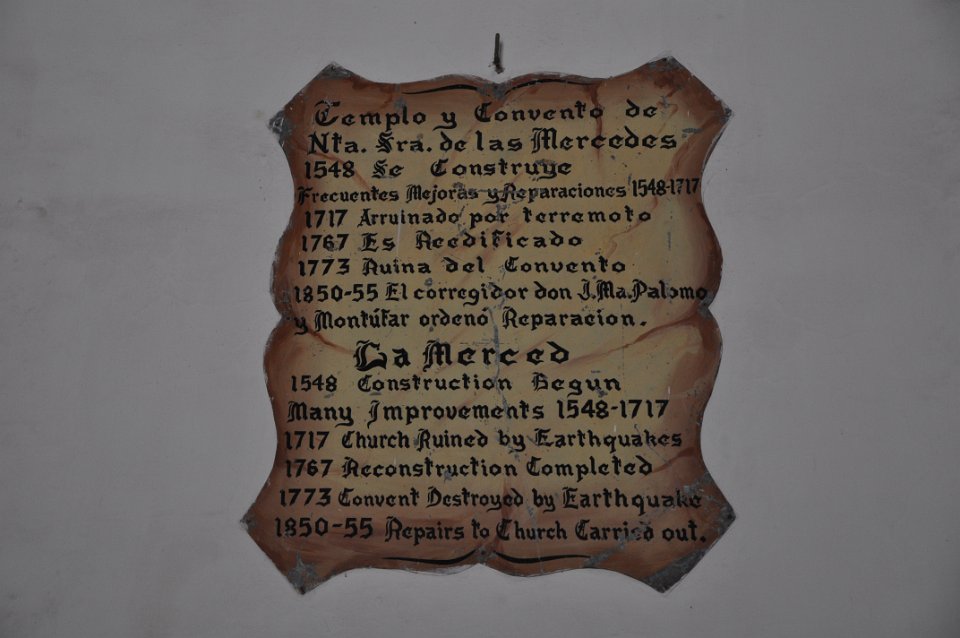 Templo y Convento de
Nta. Sra. de las Mercedes
1548 Se Construye
Frecuentes Mejoras y Reparaciones 1548-1717
1717 Arruinado por terremoto
1767 Es Reedificado
1773 Ruina del Convento
1850-55 El corregidor don J. Ma. Palomo
y Montúfar ordenó Reparacion.
La Merced
1548 Construction Begun
Many Improvements 1548-1717
1717 Church Ruined by Earthquakes
1767 Reconstruction Completed
1773 Convent Destroyed by Earthquake
1850-55 Repairs to Church Carried out.